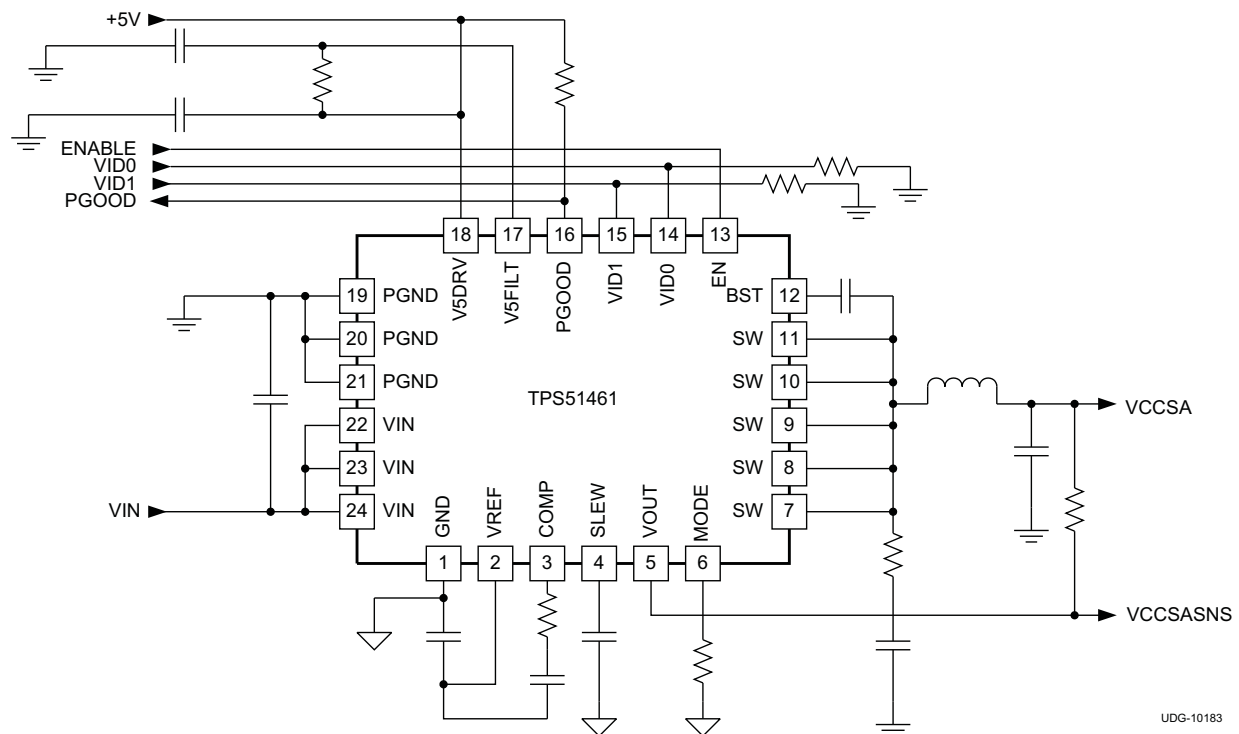 +5V
ENABLE
VID0
VID1
PGOOD
18
17
16
15
14
13
V5DRV
V5FILT
PGOOD
VID1
VID0
EN
19 PGND
20 PGND
21 PGND
22 VIN
23 VIN
24 VIN
VIN
TPS51461
BST 12
SW 11
SW 10
SW 9
SW 8
SW 7
VCCSA
VCCSASNS
GND
VREF
COMP
SLEW
VOUT
MODE
1
2
3
4
5
6
UDG-10183